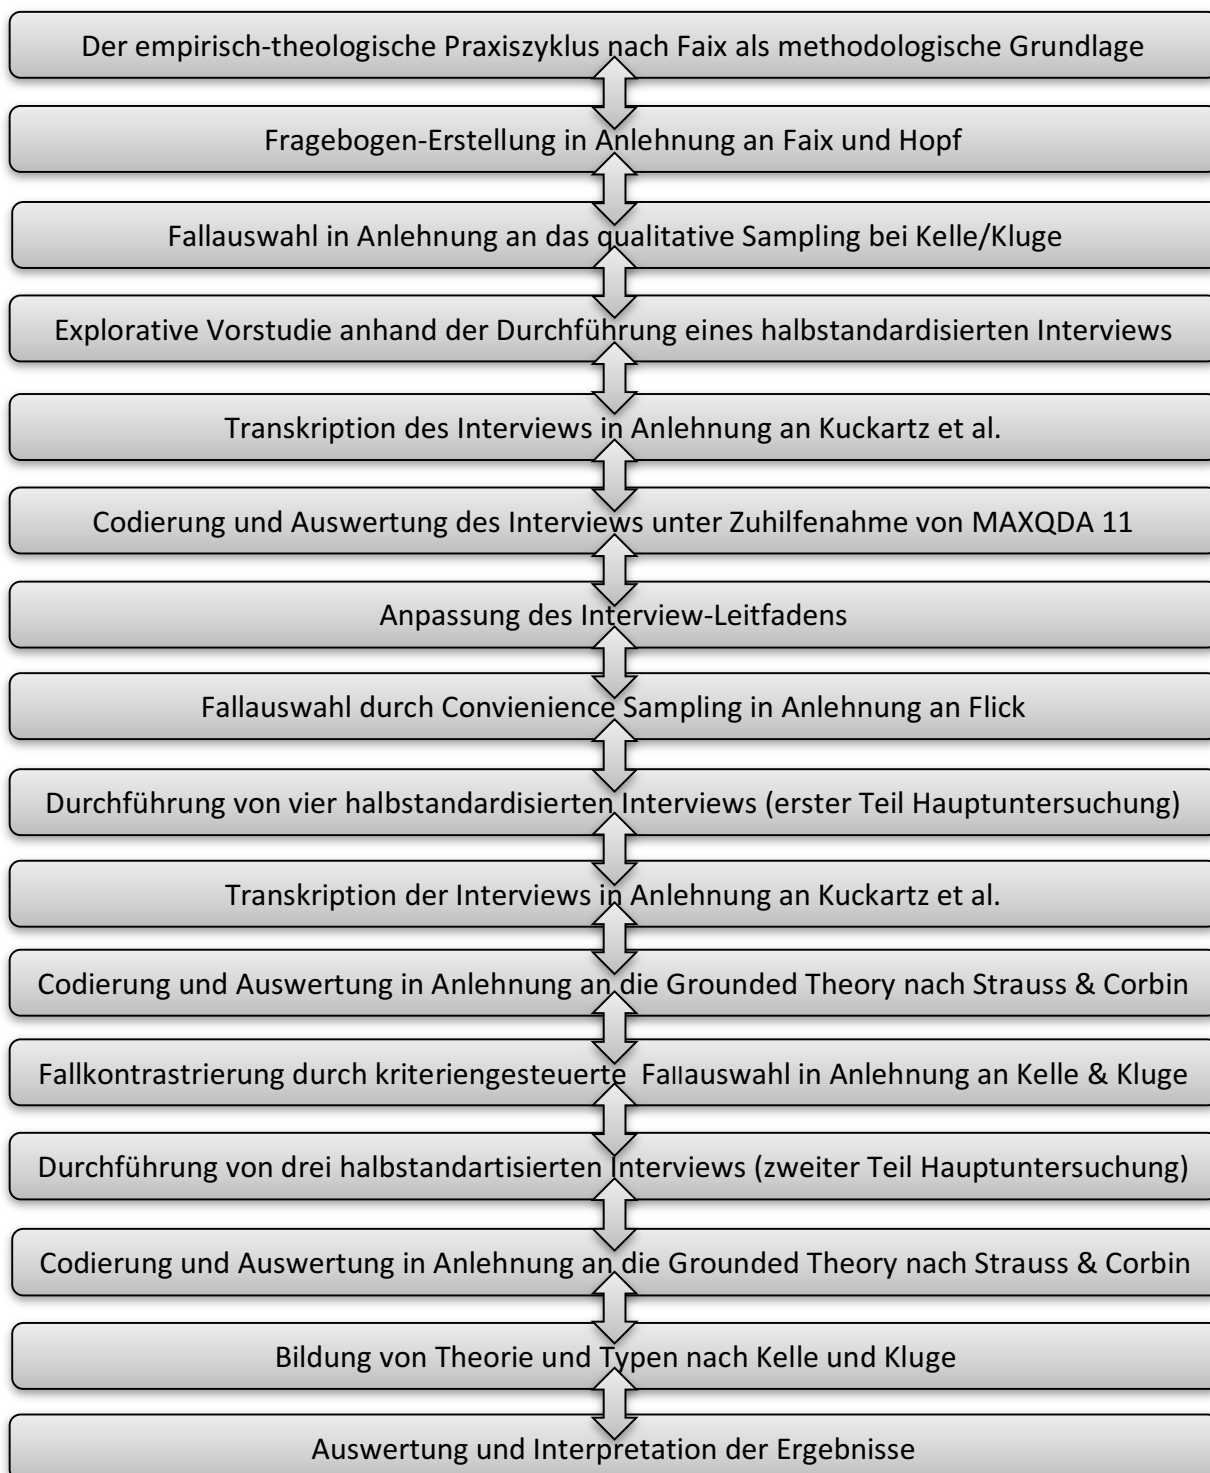 Der empirisch-theologische Praxiszyklus nach Faix als methodologische Grundlage
Fragebogen-Erstellung in Anlehnung an Faix und Hopf
Fallauswahl in Anlehnung an das qualitative Sampling bei Kelle/Kluge
Explorative Vorstudie anhand der Durchführung eines halbstandardisierten Interviews
Transkription des Interviews in Anlehnung an Kuckartz et al.
Codierung und Auswertung des Interviews unter Zuhilfenahme von MAXQDA 11
Anpassung des Interview-Leitfadens
Fallauswahl durch Convienience Sampling in Anlehnung an Flick
Durchführung von vier halbstandardisierten Interviews (erster Teil Hauptuntersuchung)
Transkription der Interviews in Anlehnung an Kuckartz et al.
Codierung und Auswertung in Anlehnung an die Grounded Theory nach Strauss & Corbin
Fallkontrastrierung durch kriteriengesteuerte Fallauswahl in Anlehnung an Kelle & Kluge
Durchführung von drei halbstandartisierten Interviews (zweiter Teil Hauptuntersuchung)
Codierung und Auswertung in Anlehnung an die Grounded Theory nach Strauss & Corbin
Bildung von Theorie und Typen nach Kelle und Kluge
Auswertung und Interpretation der Ergebnisse